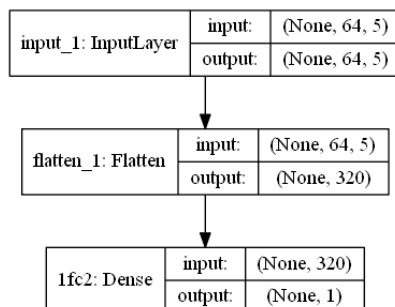 input_1: InputLayer
input: (None, 64, 5)
output: (None, 64, 5)
flatten_1: Flatten
input: (None, 64, 5)
output: (None, 320)
1fc2: Dense
input: (None, 320)
output: (None, 1)